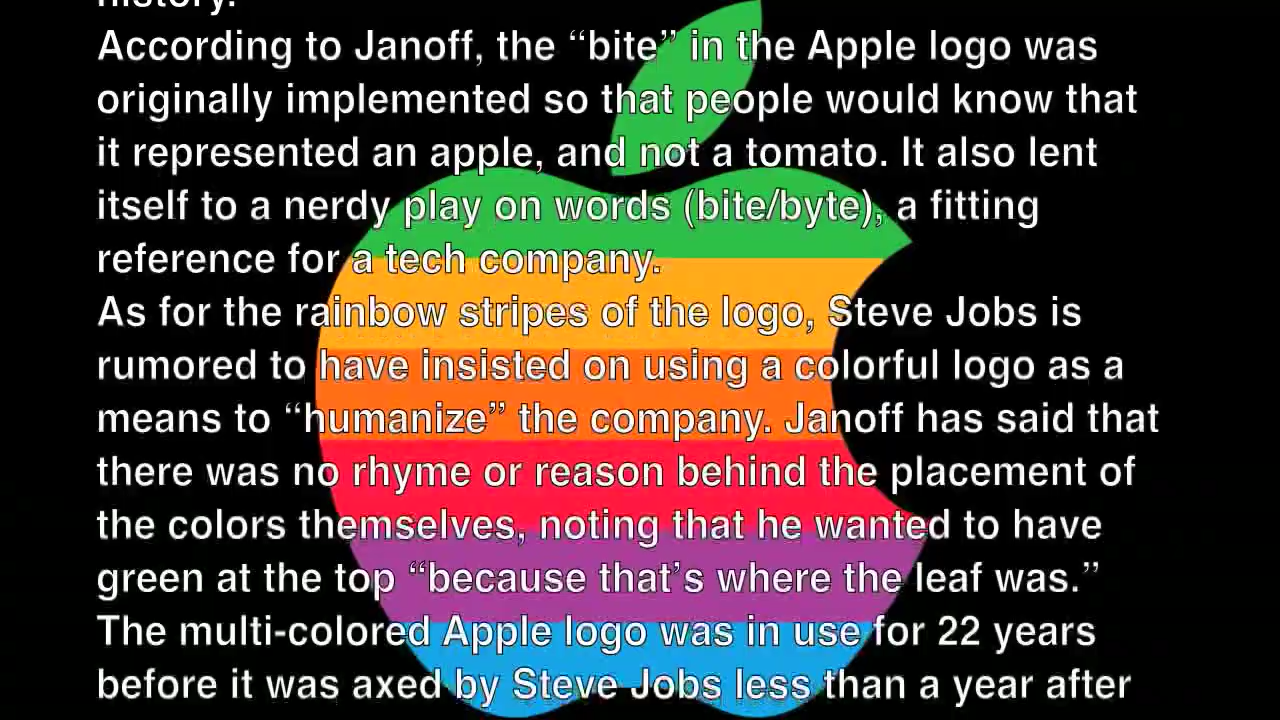 history.
According to Janoff, the “bite” in the Apple logo was
originally implemented so that people would know that
it represented an apple, and not a tomato. It also lent
itself to a nerdy play on words (bite/byte), a fitting
reference for a tech company.
As for the rainbow stripes of the logo, Steve Jobs is
rumored to have insisted on using a colorful logo as a
means to “humanize” the company. Janoff has said that
there was no rhyme or reason behind the placement of
the colors themselves, noting that he wanted to have
green at the top “because that’s where the leaf was.”
The multi-colored Apple logo was in use for 22 years
before it was axed by Steve Jobs less than a year after